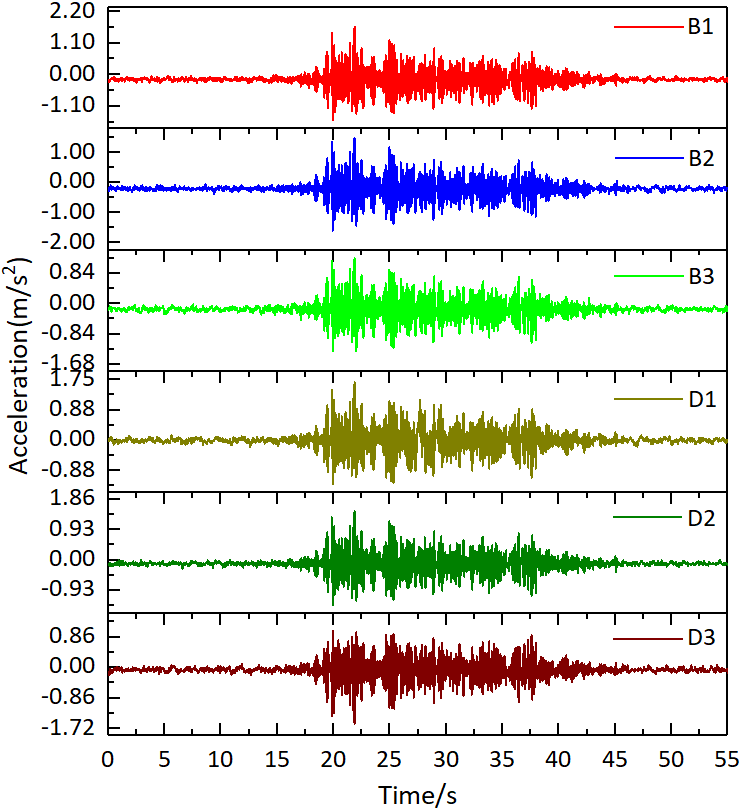 2.20
B1
1.10
0.00
-1.10
B2
1.00
0.00
-1.00
-2.00
B3
0.84
0.00
-0.84
-1.68
Acceleration(m/s²)
1.75
D1
0.88
0.00
-0.88
1.86
D2
0.93
0.00
-0.93
D3
0.86
0.00
-0.86
-1.72
0 5 10 15 20 25 30 35 40 45 50 55
Time/s